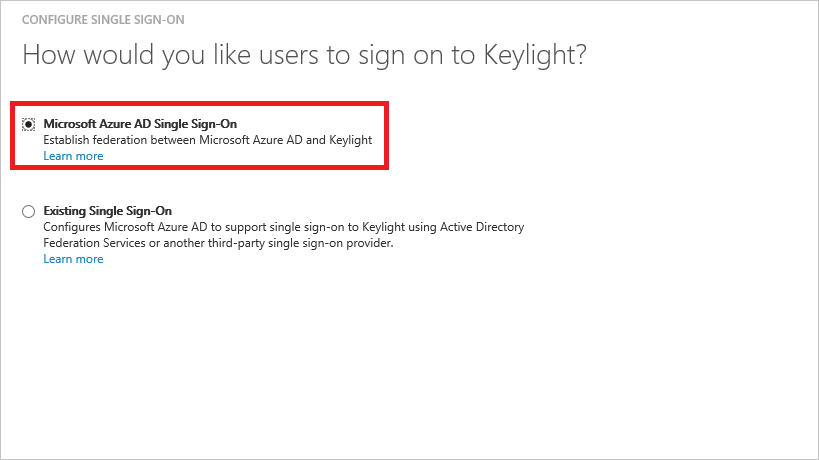 CONFIGURE SINGLE SIGN-ON
How would you like users to sign on to Keylight?
Microsoft Azure AD Single Sign-On
Establish federation between Microsoft Azure AD and Keylight
Learn more
Existing Single Sign-On
Configures Microsoft Azure AD to support single sign-on to Keylight using Active Directory
Federation Services or another third-party single sign-on provider.
Learn more